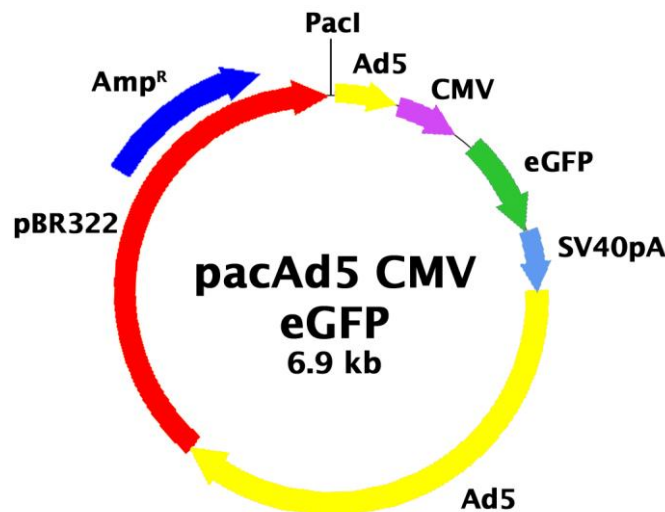 PacI
Ad5
Amp^R
CMV
eGFP
pBR322
SV40pA
pacAd5 CMV
eGFP
6.9 kb
Ad5